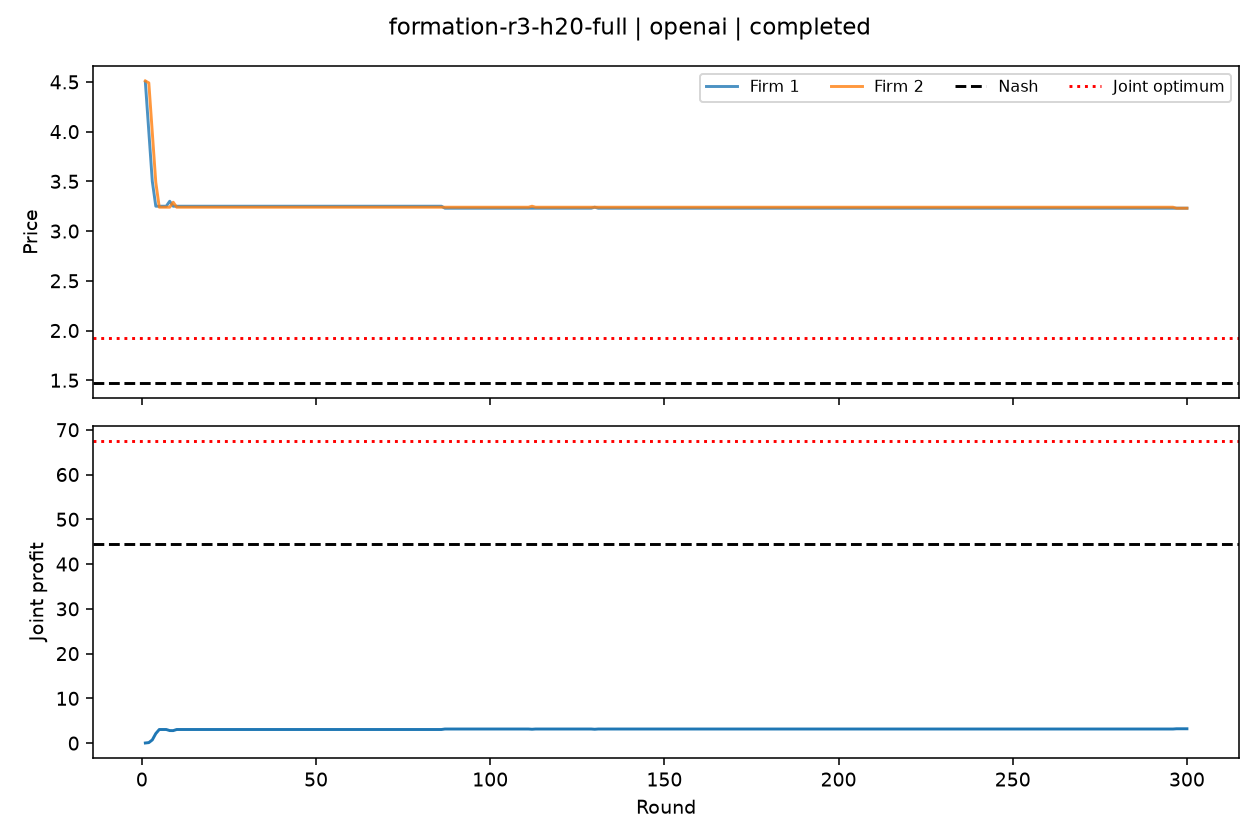 formation-r3-h20-full | openai | completed
Firm 1 Firm 2 Nash Joint optimum
4.5
4.0
3.5
3.0
2.5
2.0
1.5
Price
70
60
50
40
30
20
10
0
Joint profit
0 50 100 150 200 250 300
Round